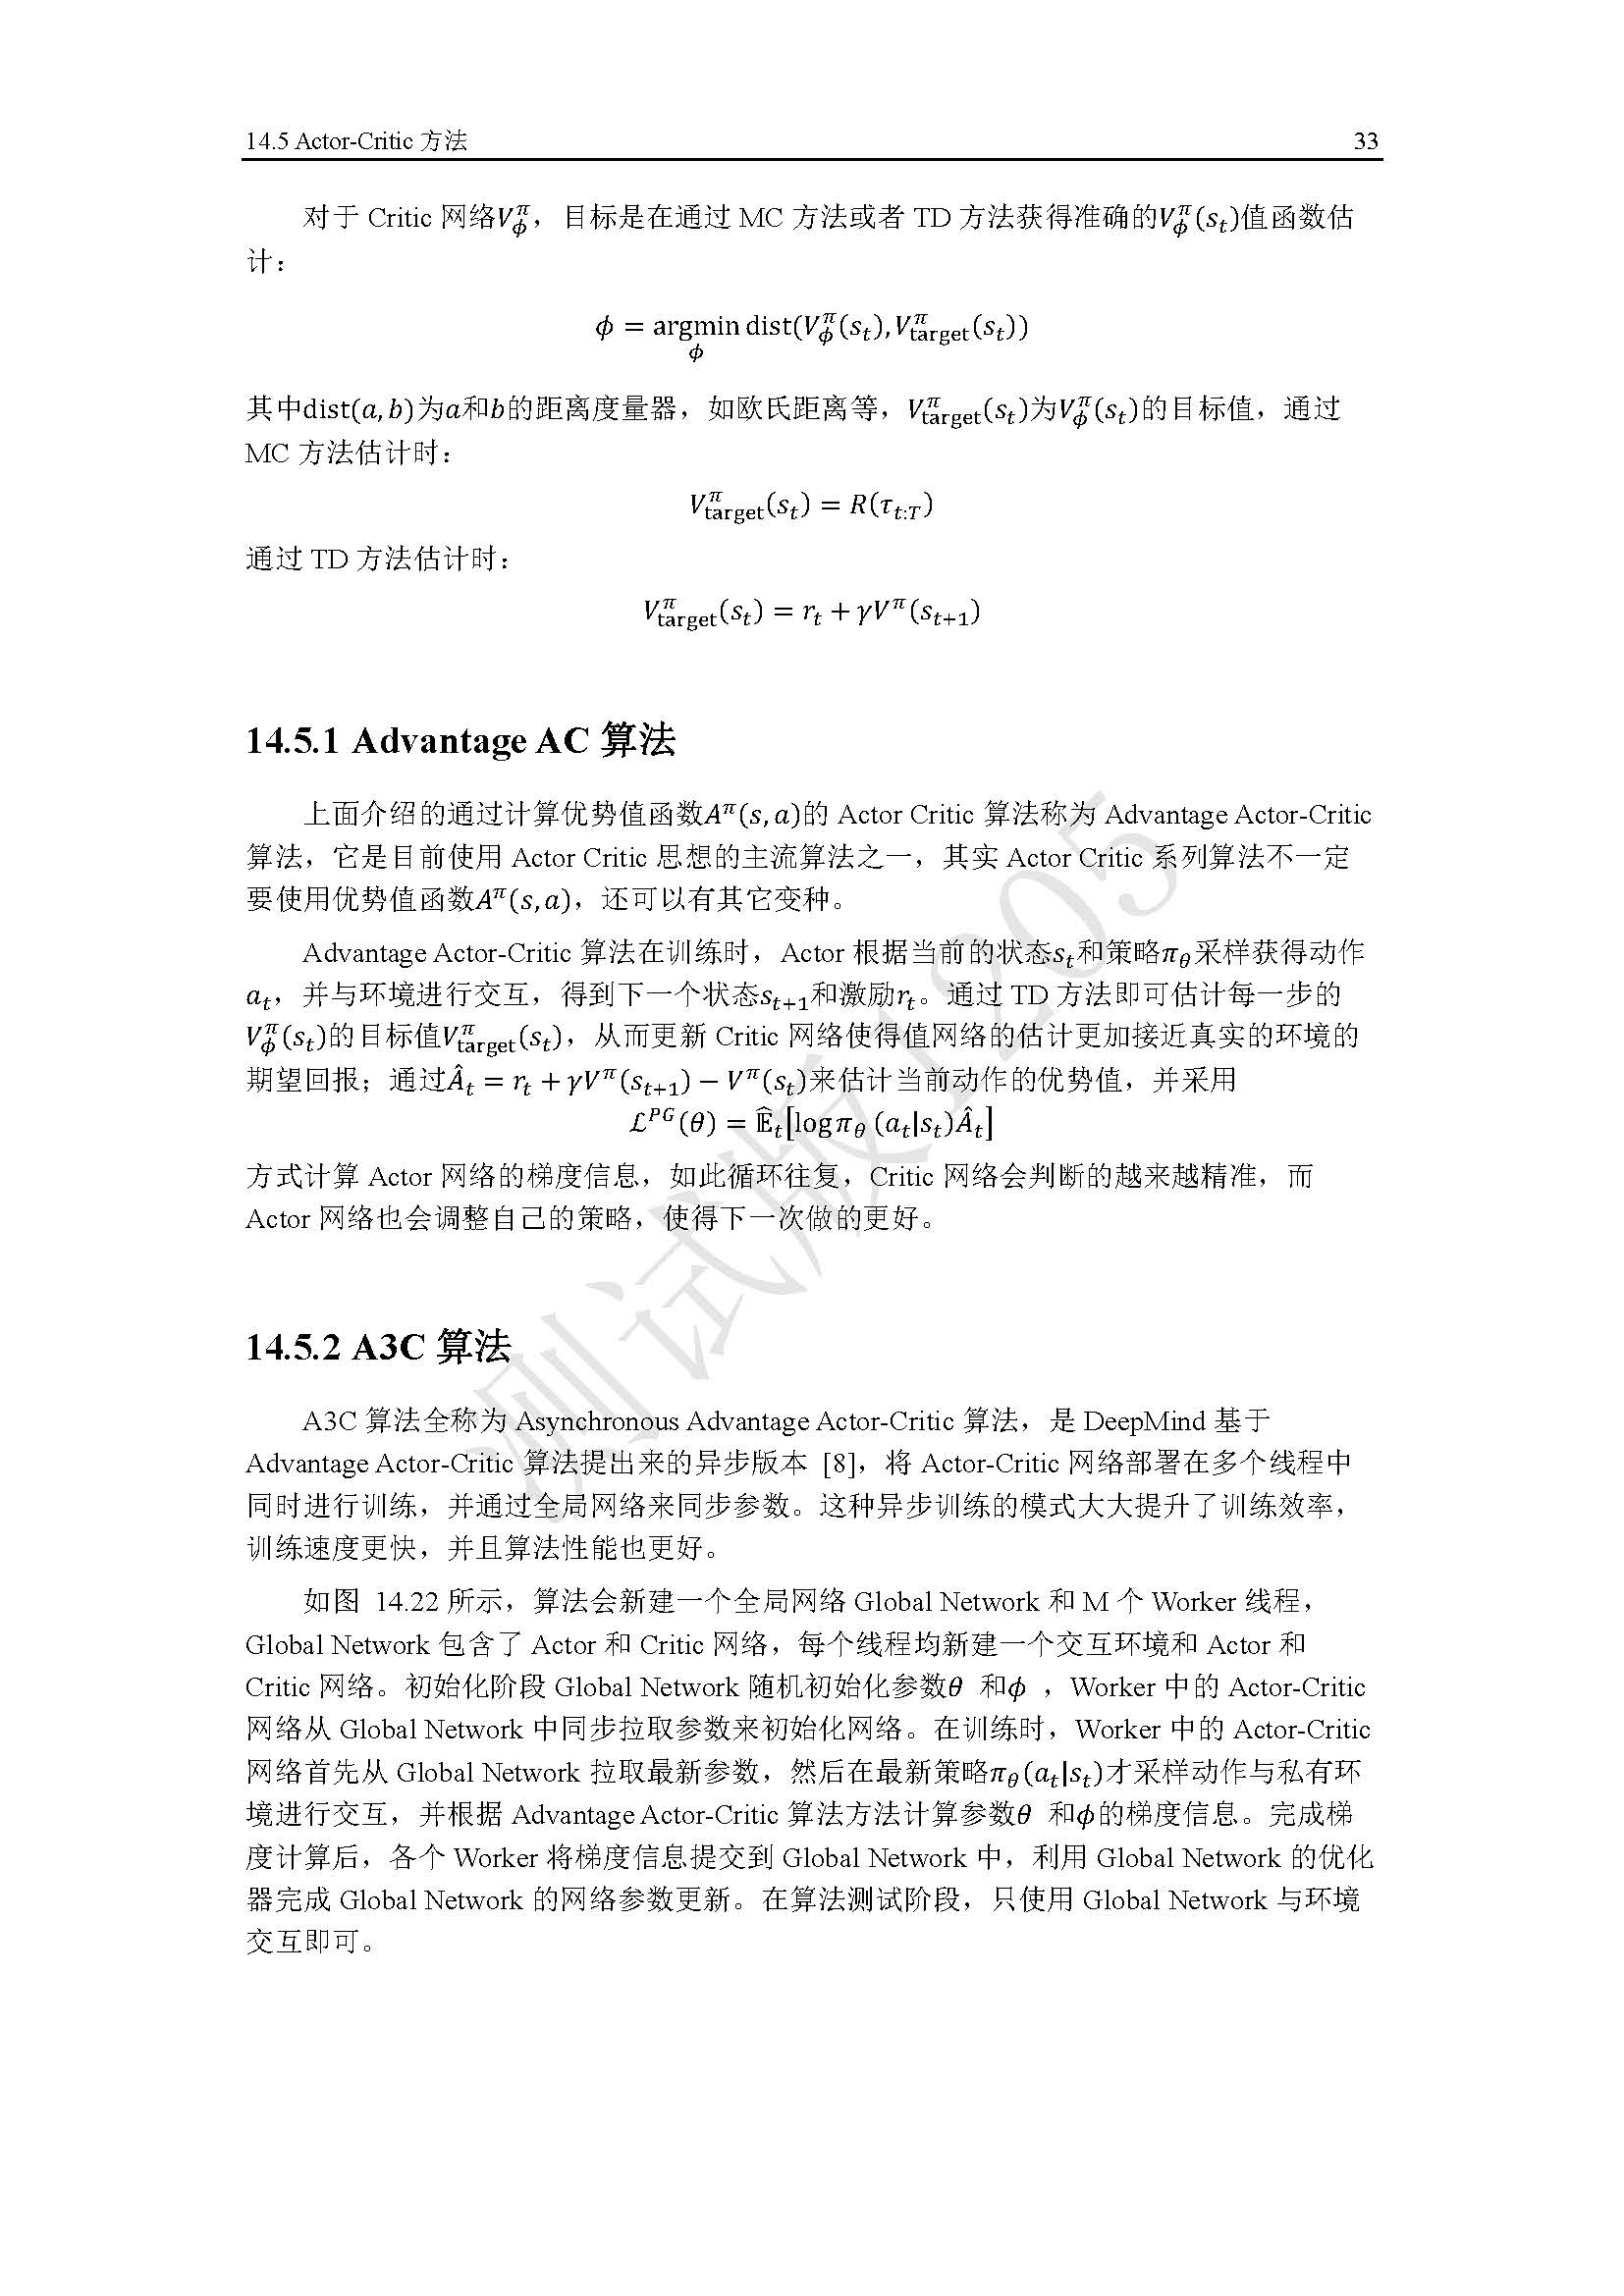 14.5 Actor-Critic 方法 33
对于 Critic 网络$V_\phi^\pi$，目标是在通过 MC 方法或者 TD 方法获得准确的$V_\phi^\pi(s_t)$值函数估
计：
$\phi = \underset{\phi}{\operatorname{argmin}}\, \text{dist}(V_\phi^\pi(s_t), V_{\text{target}}^\pi(s_t))$
其中$\text{dist}(a, b)$为$a$和$b$的距离度量器，如欧氏距离等，$V_{\text{target}}^\pi(s_t)$为$V_\phi^\pi(s_t)$的目标值，通过
MC 方法估计时：
$V_{\text{target}}^\pi(s_t) = R(\tau_{t:T})$
通过 TD 方法估计时：
$V_{\text{target}}^\pi(s_t) = r_t + \gamma V^\pi(s_{t+1})$
14.5.1 Advantage AC 算法
上面介绍的通过计算优势值函数$A^\pi(s, a)$的 Actor Critic 算法称为 Advantage Actor-Critic
算法，它是目前使用 Actor Critic 思想的主流算法之一，其实 Actor Critic 系列算法不一定
要使用优势值函数$A^\pi(s, a)$，还可以有其它变种。
Advantage Actor-Critic 算法在训练时，Actor 根据当前的状态$s_t$和策略$\pi_\theta$采样获得动作
$a_t$，并与环境进行交互，得到下一个状态$s_{t+1}$和激励$r_t$。通过 TD 方法即可估计每一步的
$V_\phi^\pi(s_t)$的目标值$V_{\text{target}}^\pi(s_t)$，从而更新 Critic 网络使得值网络的估计更加接近真实的环境的
期望回报；通过$\hat{A}_t = r_t + \gamma V^\pi(s_{t+1}) - V^\pi(s_t)$来估计当前动作的优势值，并采用
$\mathcal{L}^{PG}(\theta) = \hat{\mathbb{E}}_t[\log \pi_\theta(a_t|s_t)\hat{A}_t]$
方式计算 Actor 网络的梯度信息，如此循环往复，Critic 网络会判断的越来越精准，而
Actor 网络也会调整自己的策略，使得下一次做的更好。
14.5.2 A3C 算法
A3C 算法全称为 Asynchronous Advantage Actor-Critic 算法，是 DeepMind 基于
Advantage Actor-Critic 算法提出来的异步版本 [8]，将 Actor-Critic 网络部署在多个线程中
同时进行训练，并通过全局网络来同步参数。这种异步训练的模式大大提升了训练效率，
训练速度更快，并且算法性能也更好。
如图 14.22 所示，算法会新建一个全局网络 Global Network 和 M 个 Worker 线程，
Global Network 包含了 Actor 和 Critic 网络，每个线程均新建一个交互环境和 Actor 和
Critic 网络。初始化阶段 Global Network 随机初始化参数$\theta$ 和$\phi$ ，Worker 中的 Actor-Critic
网络从 Global Network 中同步拉取参数来初始化网络。在训练时，Worker 中的 Actor-Critic
网络首先从 Global Network 拉取最新参数，然后在最新策略$\pi_\theta(a_t|s_t)$才采样动作与私有环
境进行交互，并根据 Advantage Actor-Critic 算法方法计算参数$\theta$ 和$\phi$的梯度信息。完成梯
度计算后，各个 Worker 将梯度信息提交到 Global Network 中，利用 Global Network 的优化
器完成 Global Network 的网络参数更新。在算法测试阶段，只使用 Global Network 与环境
交互即可。
测试版1205